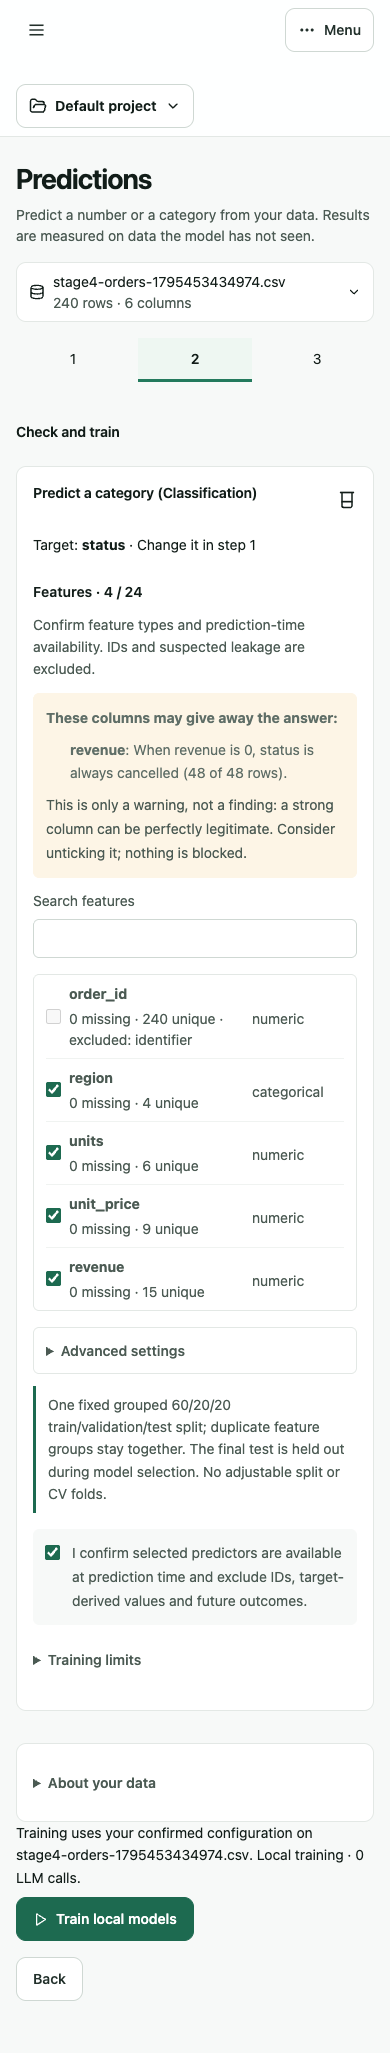 Menu
Default project
Predictions
Predict a number or a category from your data. Results
are measured on data the model has not seen.
stage4-orders-1795453434974.csv
240 rows · 6 columns
1
2
3
Check and train
Predict a category (Classification)
Target: status · Change it in step 1
Features · 4 / 24
Confirm feature types and prediction-time
availability. IDs and suspected leakage are
excluded.
These columns may give away the answer:
revenue: When revenue is 0, status is
always cancelled (48 of 48 rows).
This is only a warning, not a finding: a strong
column can be perfectly legitimate. Consider
unticking it; nothing is blocked.
Search features
order_id
0 missing · 240 unique ·
excluded: identifier
numeric
region
0 missing · 4 unique
categorical
units
0 missing · 6 unique
numeric
unit_price
0 missing · 9 unique
numeric
revenue
0 missing · 15 unique
numeric
Advanced settings
One fixed grouped 60/20/20
train/validation/test split; duplicate feature
groups stay together. The final test is held out
during model selection. No adjustable split or
CV folds.
I confirm selected predictors are available
at prediction time and exclude IDs, target-
derived values and future outcomes.
Training limits
About your data
Training uses your confirmed configuration on
stage4-orders-1795453434974.csv. Local training · 0
LLM calls.
Train local models
Back